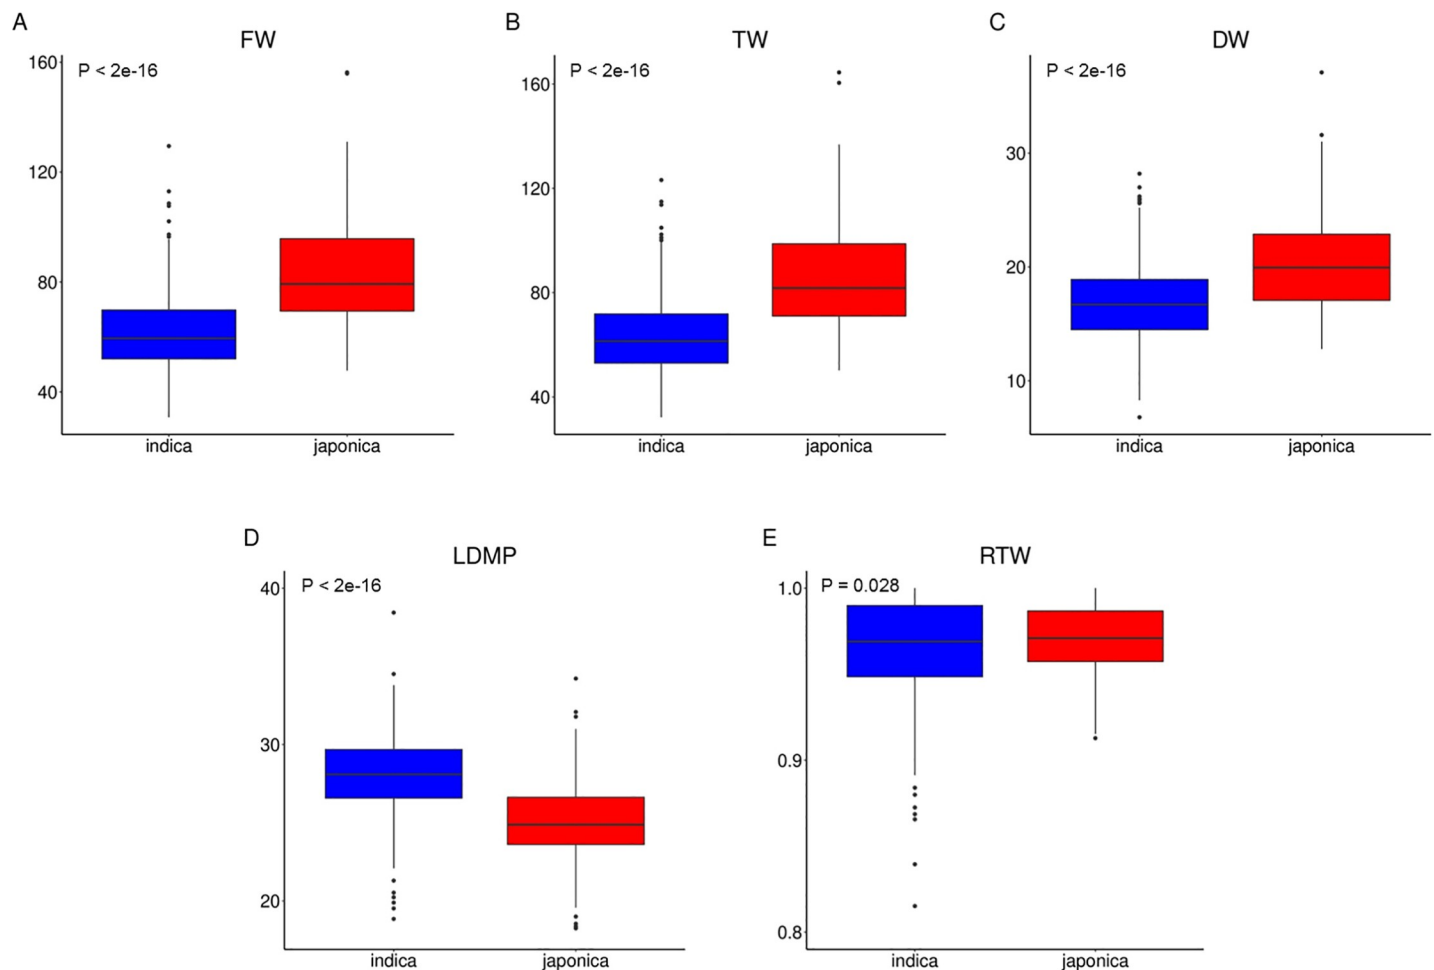 A
FW
P < 2e-16
160
120
80
40
indica
japonica
B
TW
P < 2e-16
160
120
80
40
indica
japonica
C
DW
P < 2e-16
30
20
10
indica
japonica
D
LDMP
P < 2e-16
40
30
20
indica
japonica
E
RTW
P = 0.028
1.0
0.9
0.8
indica
japonica